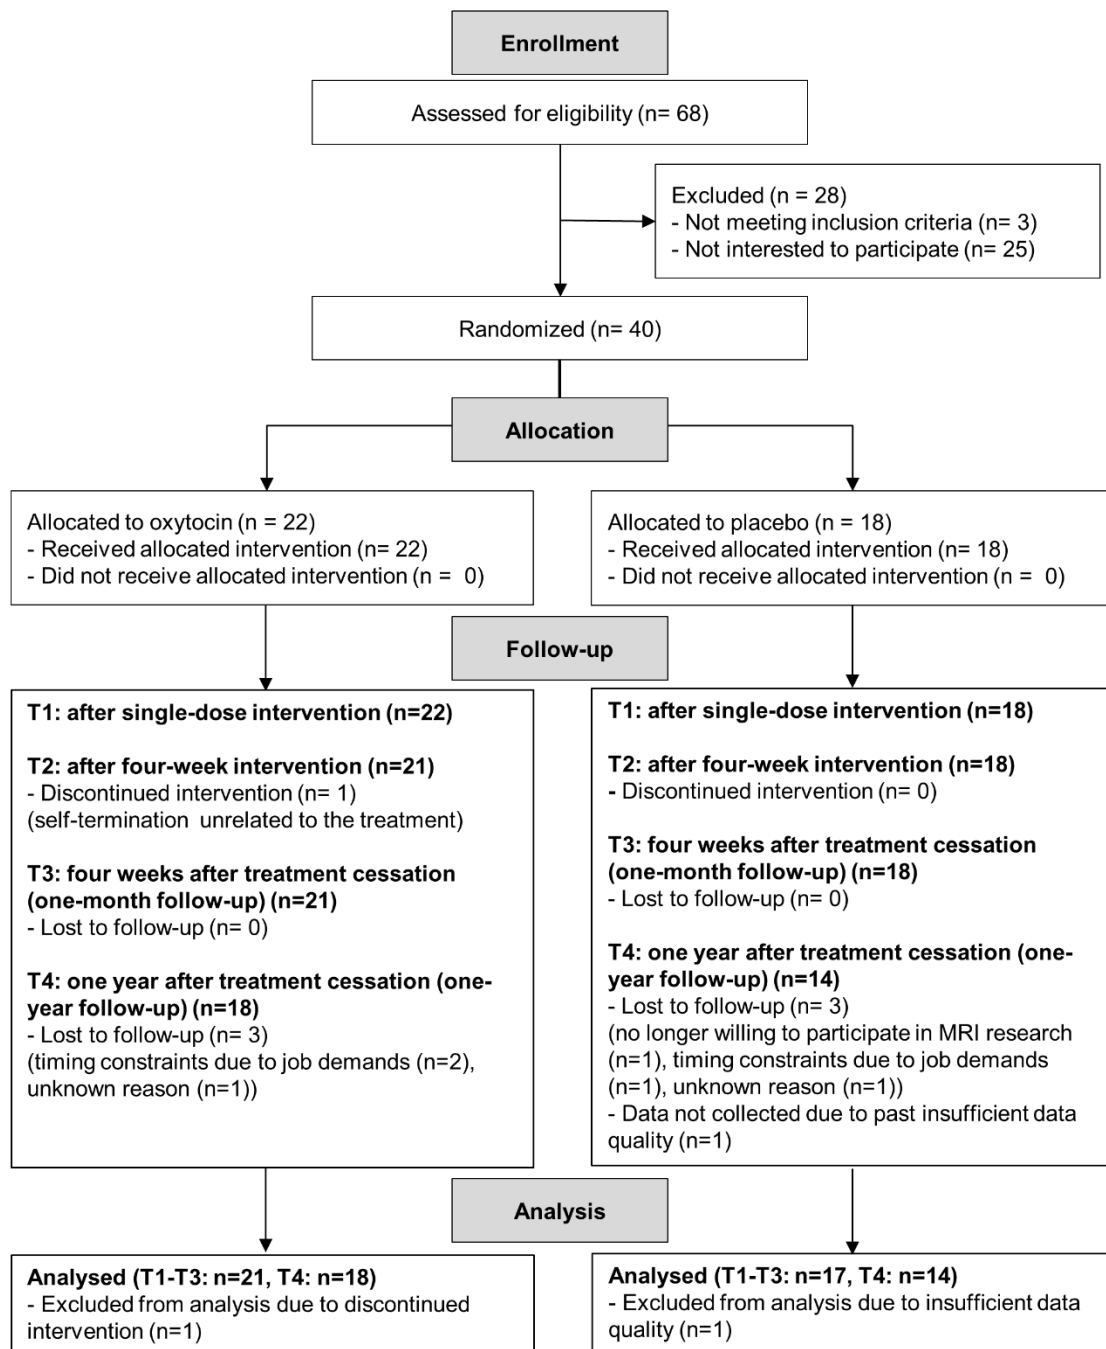 Enrollment
Assessed for eligibility (n= 68)
Excluded (n = 28)
- Not meeting inclusion criteria (n= 3)
- Not interested to participate (n= 25)
Randomized (n= 40)
Allocation
Allocated to oxytocin (n = 22)
- Received allocated intervention (n= 22)
- Did not receive allocated intervention (n =  0)
Allocated to placebo (n = 18)
- Received allocated intervention (n= 18)
- Did not receive allocated intervention (n =  0)
Follow-up
T1: after single-dose intervention (n=22)
T2: after four-week intervention (n=21)
- Discontinued intervention (n= 1)
(self-termination  unrelated to the treatment)
T3: four weeks after treatment cessation
(one-month follow-up) (n=21)
- Lost to follow-up (n= 0)
T4: one year after treatment cessation (one-
year follow-up) (n=18)
- Lost to follow-up (n= 3)
(timing constraints due to job demands (n=2),
unknown reason (n=1))
T1: after single-dose intervention (n=18)
T2: after four-week intervention (n=18)
- Discontinued intervention (n= 0)
T3: four weeks after treatment cessation
(one-month follow-up) (n=18)
- Lost to follow-up (n= 0)
T4: one year after treatment cessation (one-
year follow-up) (n=14)
- Lost to follow-up (n= 3)
(no longer willing to participate in MRI research
(n=1), timing constraints due to job demands
(n=1), unknown reason (n=1))
- Data not collected due to past insufficient data
quality (n=1)
Analysis
Analysed (T1-T3: n=21, T4: n=18)
- Excluded from analysis due to discontinued
intervention (n=1)
Analysed (T1-T3: n=17, T4: n=14)
- Excluded from analysis due to insufficient data
quality (n=1)